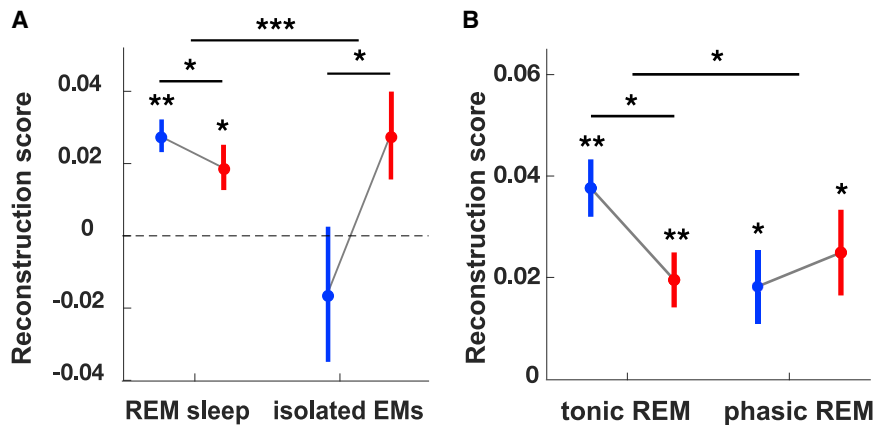 A
Reconstruction score
0.04
0.02
0
-0.02
-0.04
***
*
**
*
*
REM sleep
isolated EMs
B
Reconstruction score
0.06
0.04
0.02
0
*
*
**
**
*
*
tonic REM
phasic REM